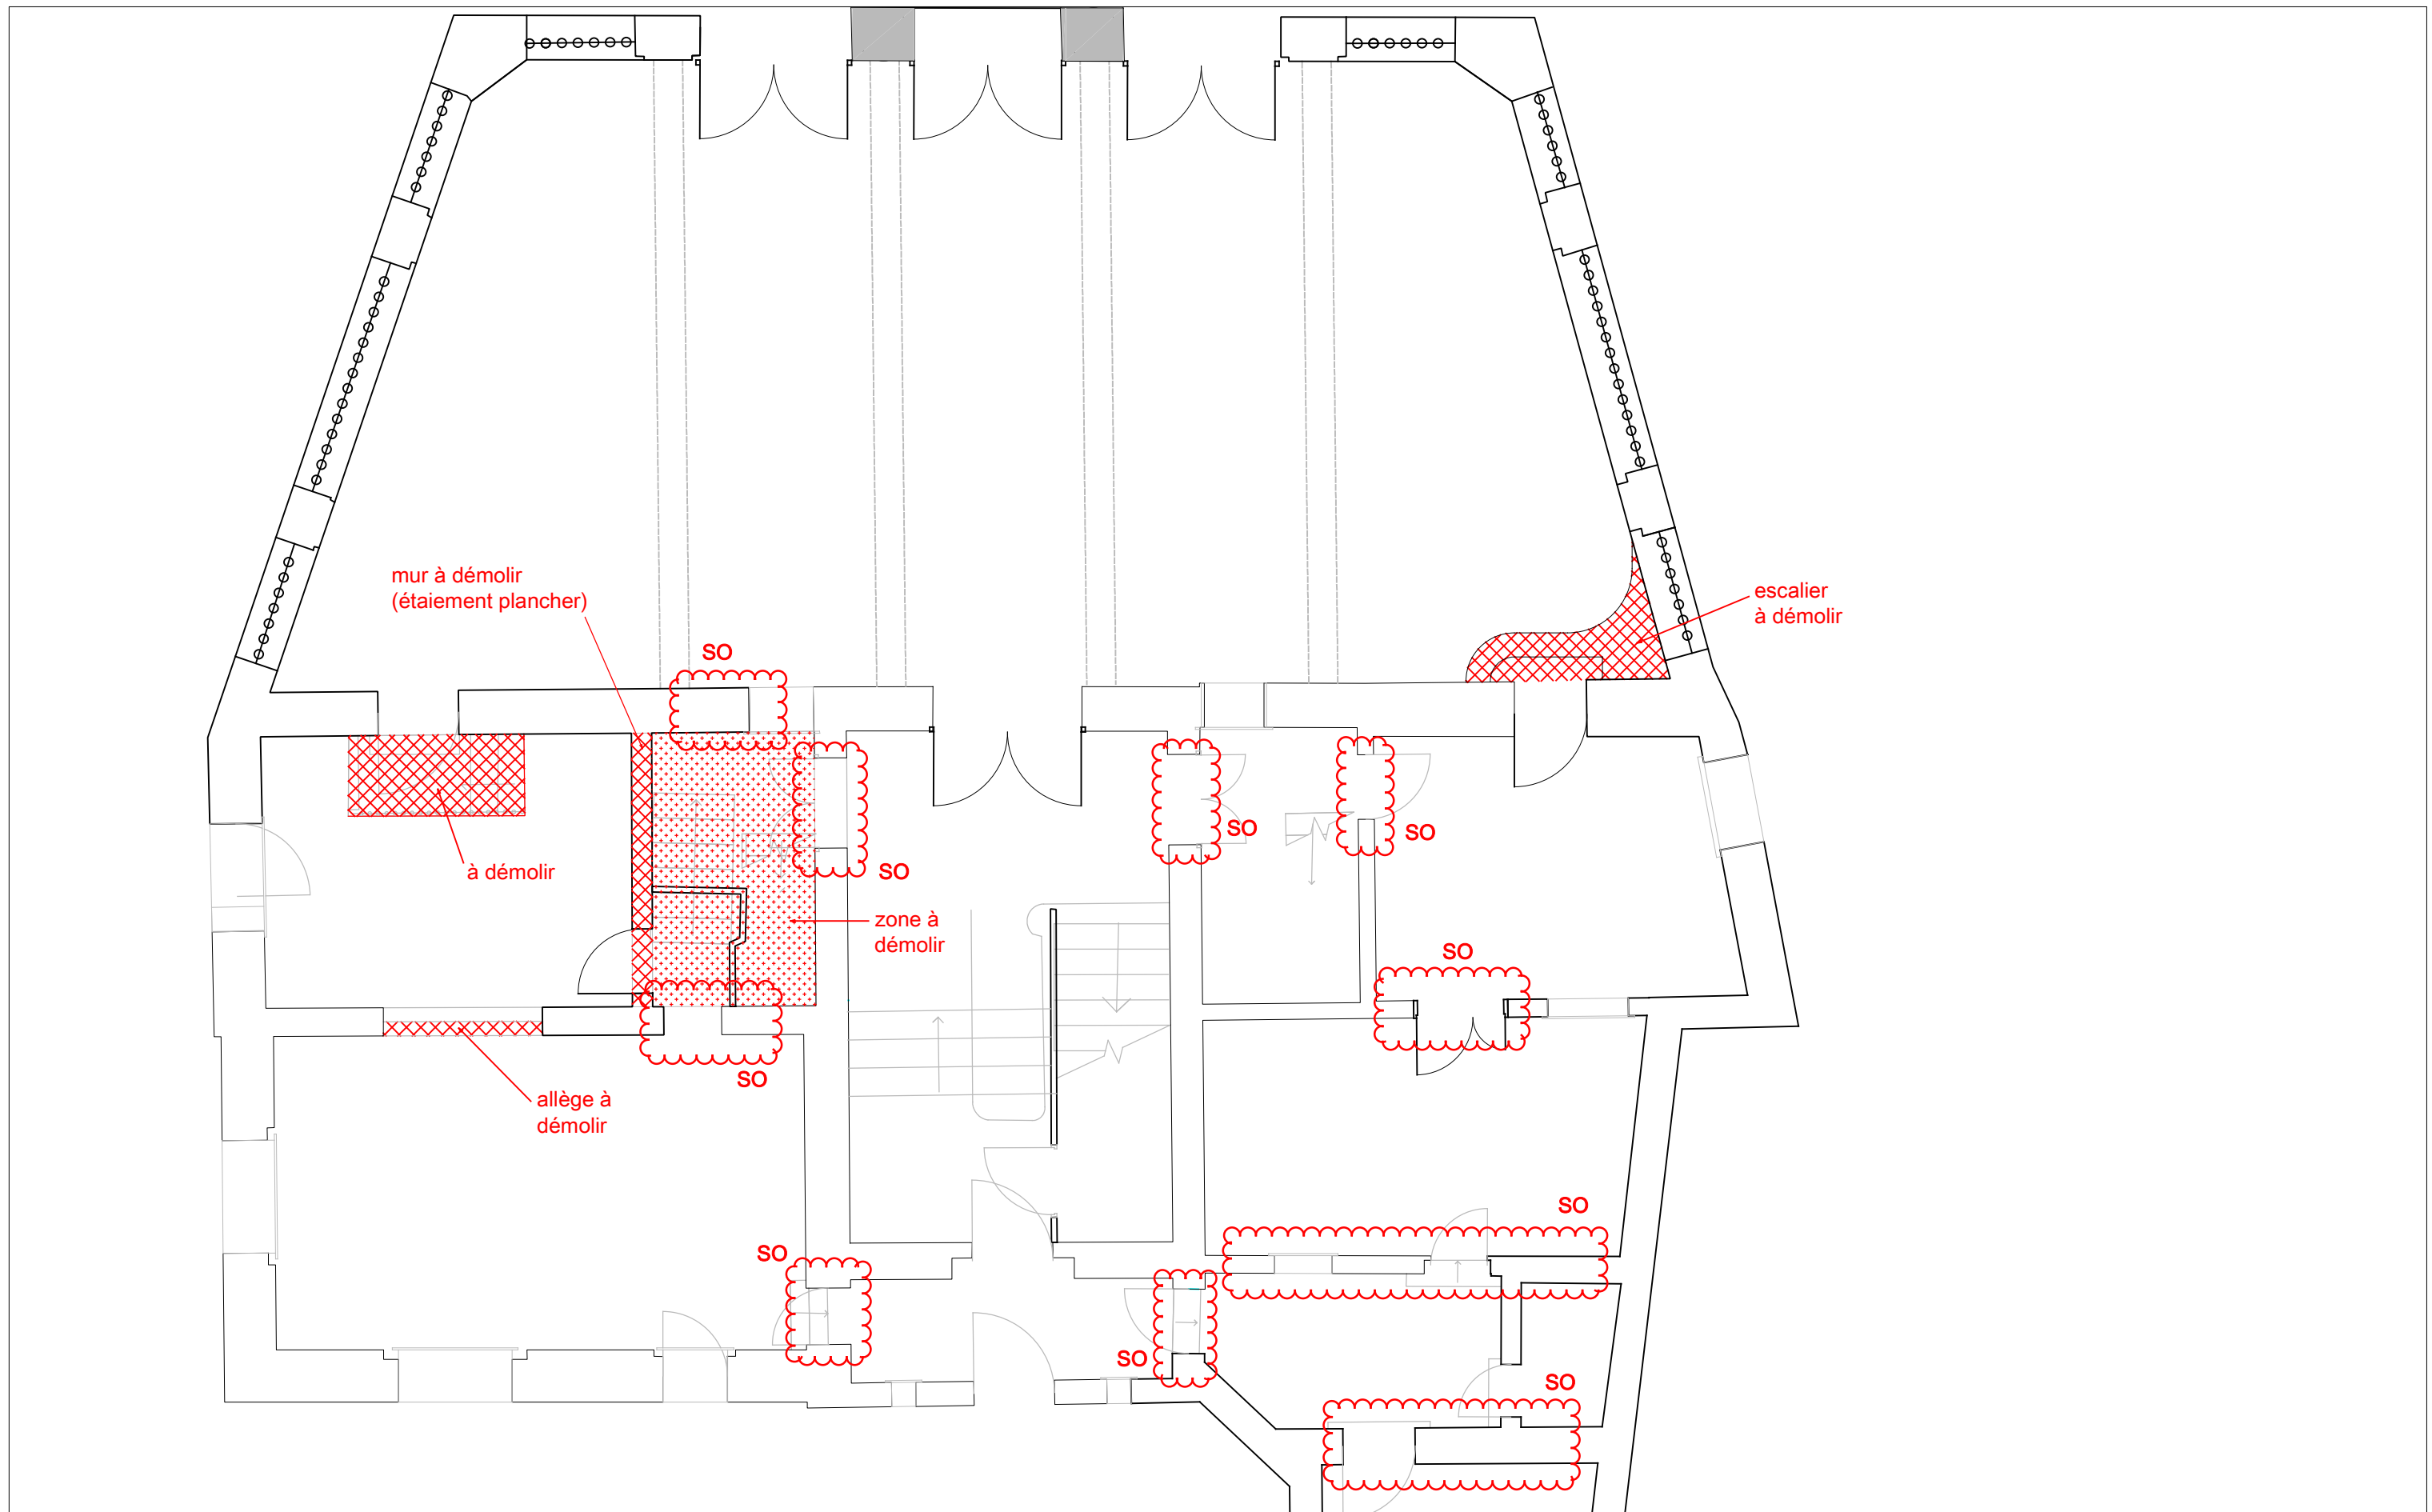 mur à démolir
(étaiement plancher)
escalier
à démolir
SO
SO
SO
SO
à démolir
zone à
démolir
SO
SO
allège à
démolir
SO
SO
SO
SO